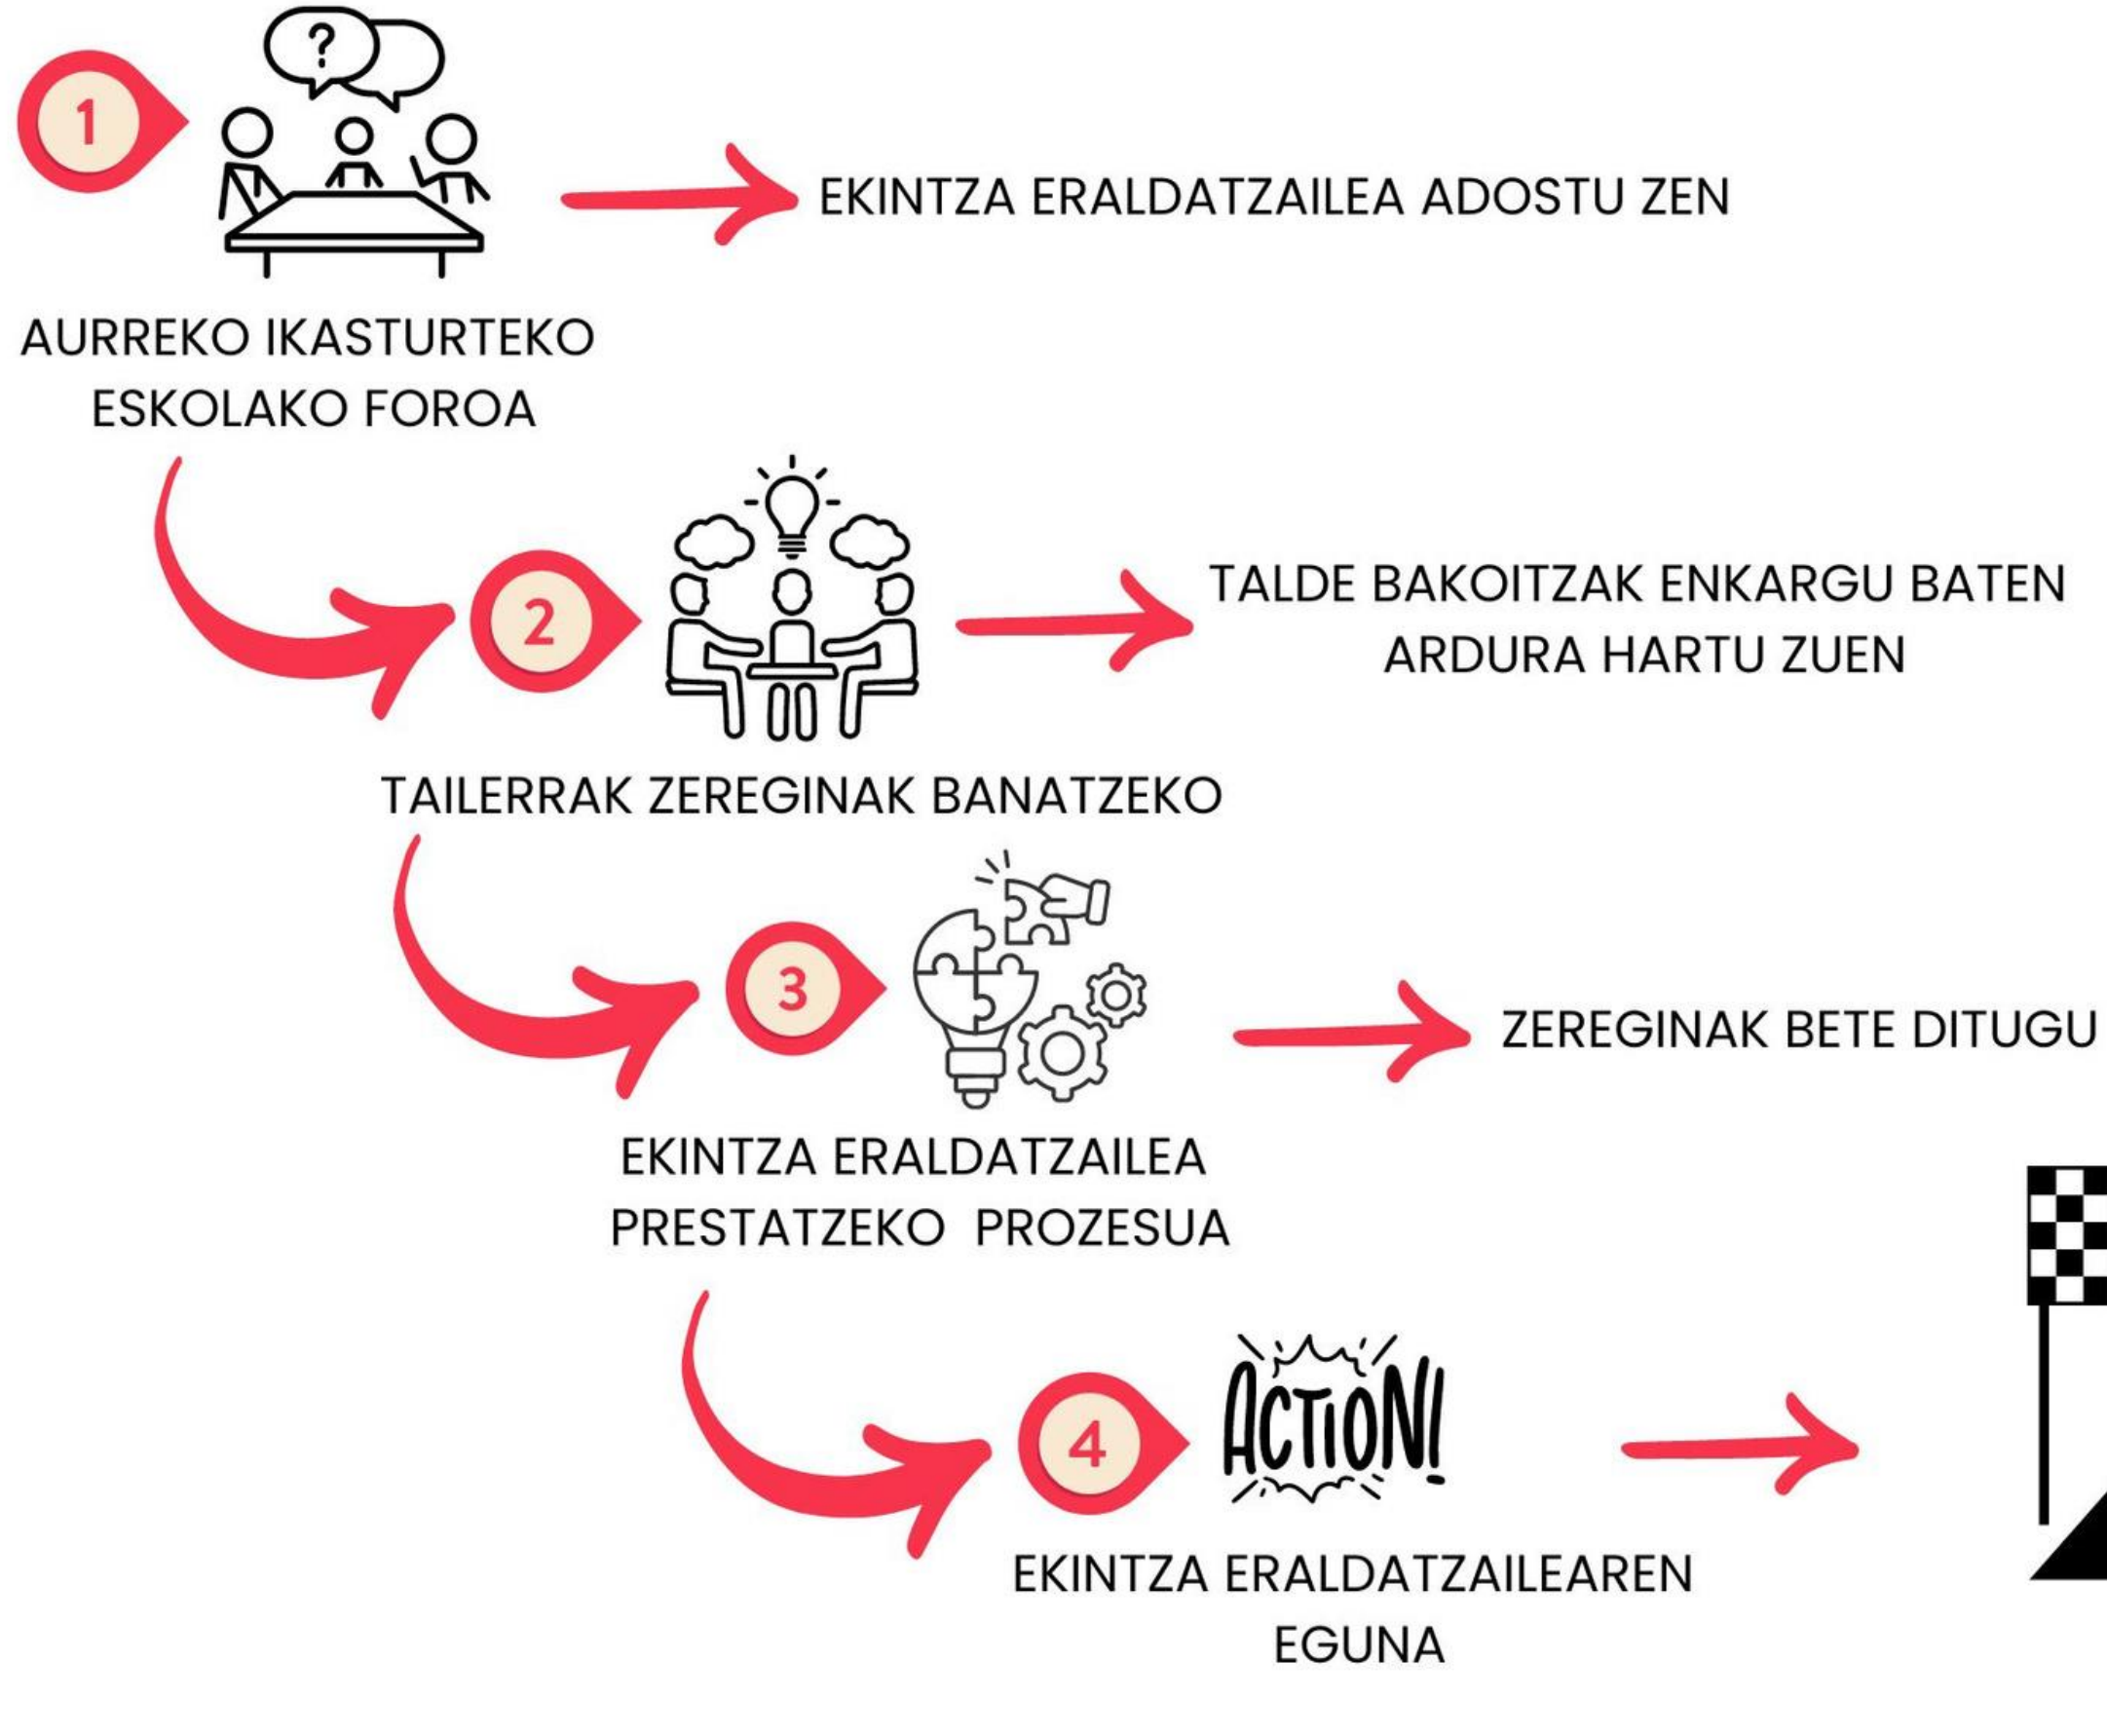 ?
1
EKINTZA ERALDATZAILEA ADOSTU ZEN
AURREKO IKASTURTEKO
ESKOLAKO FOROA
2
TALDE BAKOITZAK ENKARGU BATEN
ARDURA HARTU ZUEN
TAILERRAK ZEREGINAK BANATZEKO
3
ZEREGINAK BETE DITUGU
EKINTZA ERALDATZAILEA
PRESTATZEKO PROZESUA
4
ACTION!
EKINTZA ERALDATZAILEAREN
EGUNA